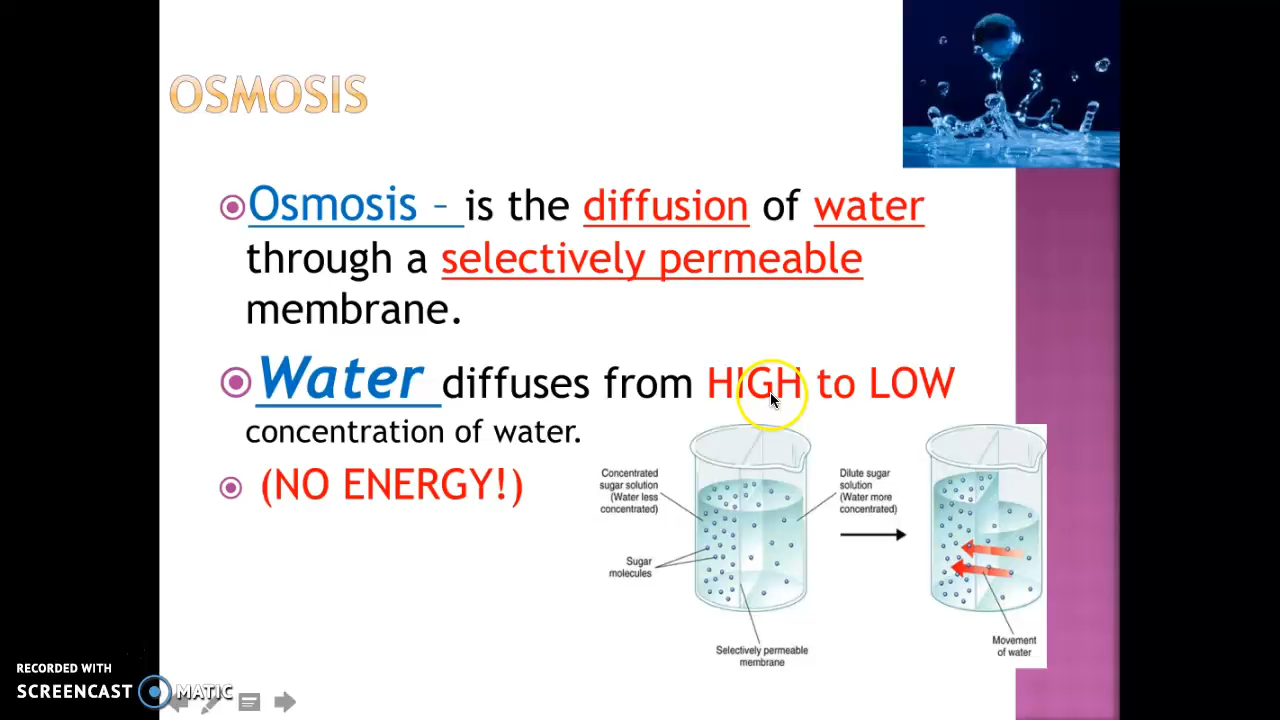 OSMOSIS
Osmosis – is the diffusion of water
through a selectively permeable
membrane.
Water diffuses from HIGH to LOW
concentration of water.
(NO ENERGY!)
Concentrated
sugar solution
(Water less
concentrated)
Sugar
molecules
Selectively permeable
membrane
Dilute sugar
solution
(Water more
concentrated)
Movement
of water
RECORDED WITH
SCREENCAST MATIC